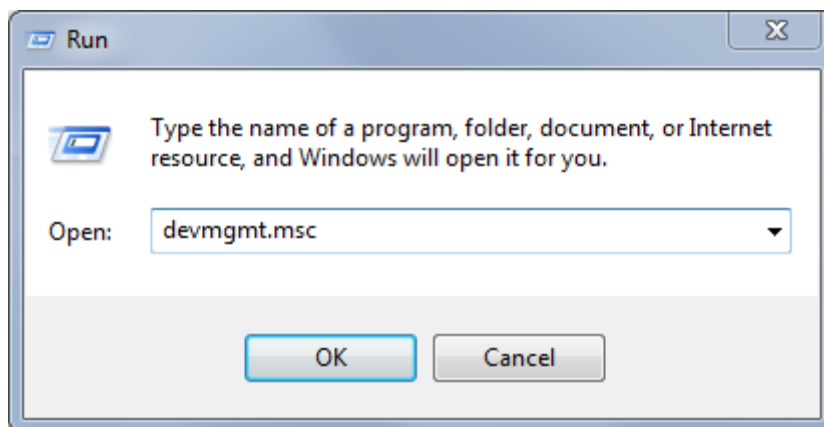 Run
Type the name of a program, folder, document, or Internet
resource, and Windows will open it for you.
Open: devmgmt.msc
OK Cancel